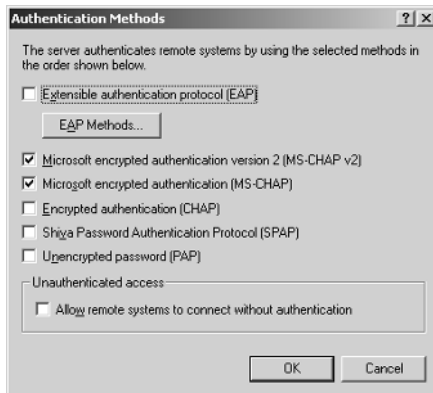 Authentication Methods
The server authenticates remote systems by using the selected methods in
the order shown below.
Extensible authentication protocol (EAP)
EAP Methods...
Microsoft encrypted authentication version 2 (MS-CHAP v2)
Microsoft encrypted authentication (MS-CHAP)
Encrypted authentication (CHAP)
Shiva Password Authentication Protocol (SPAP)
Unencrypted password (PAP)
Unauthenticated access
Allow remote systems to connect without authentication
OK
Cancel